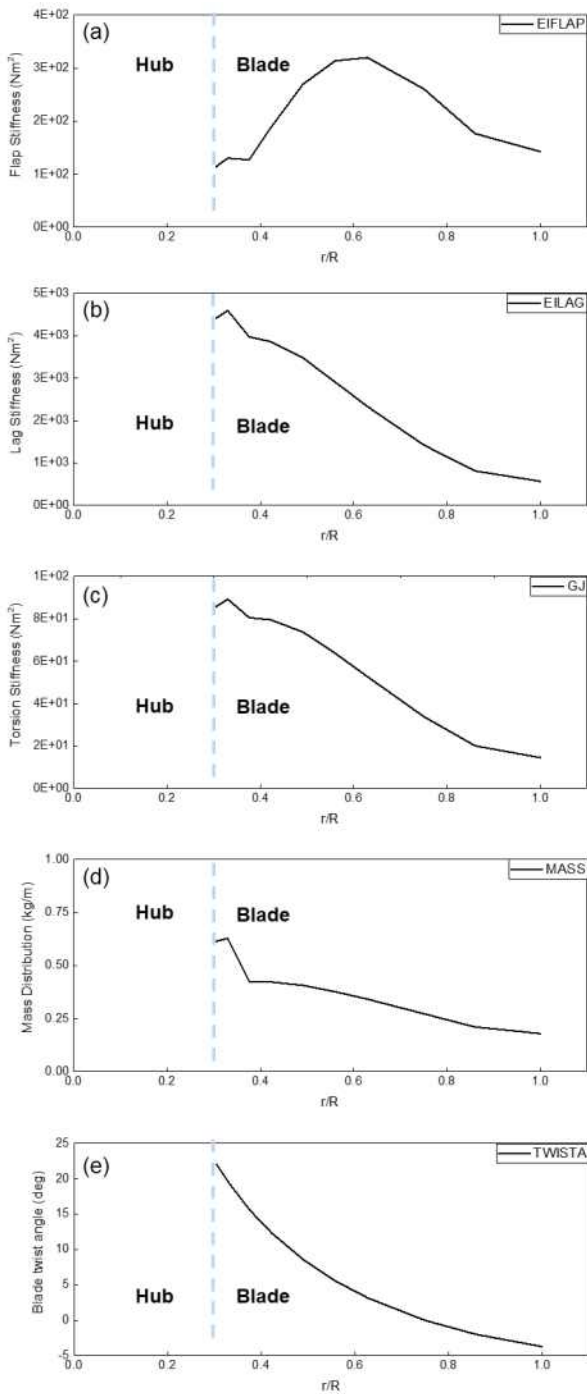 (a)
EIFLAP
Hub Blade
Flap Stiffness (Nm²)
4E+02
3E+02
2E+02
1E+02
0E+00
0.0 0.2 0.4 0.6 0.8 1.0
r/R
(b)
EILAG
Hub Blade
Lag Stiffness (Nm²)
5E+03
4E+03
3E+03
2E+03
1E+03
0E+00
0.0 0.2 0.4 0.6 0.8 1.0
r/R
(c)
GJ
Hub Blade
Torsion Stiffness (Nm²)
1E+02
8E+01
6E+01
4E+01
2E+01
0E+00
0.0 0.2 0.4 0.6 0.8 1.0
r/R
(d)
MASS
Hub Blade
Mass Distribution (kg/m)
1.00
0.75
0.50
0.25
0.00
0.0 0.2 0.4 0.6 0.8 1.0
r/R
(e)
TWISTA
Hub Blade
Blade twist angle (deg)
25
20
15
10
5
0
-5
0.0 0.2 0.4 0.6 0.8 1.0
r/R